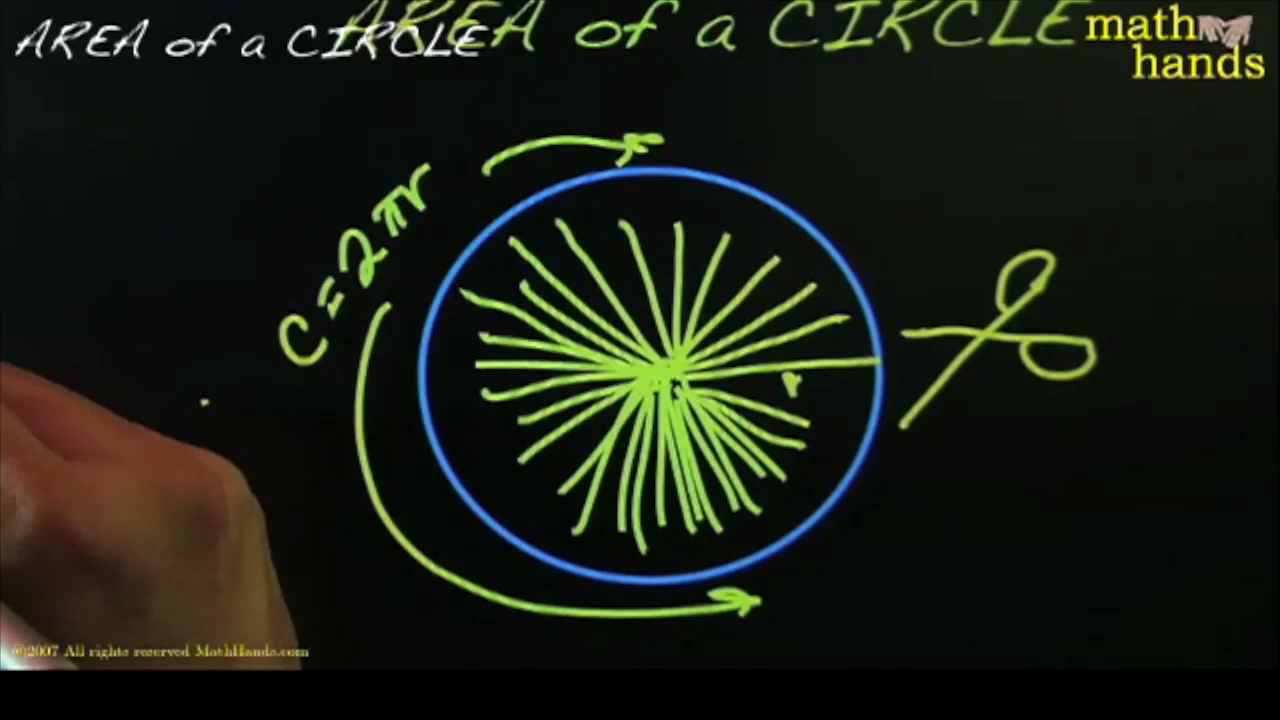 AREA of a CIRCLE
AREA of a CIRCLE
math
hands
C = 2πr
r
©2007 All rights reserved MathHands.com